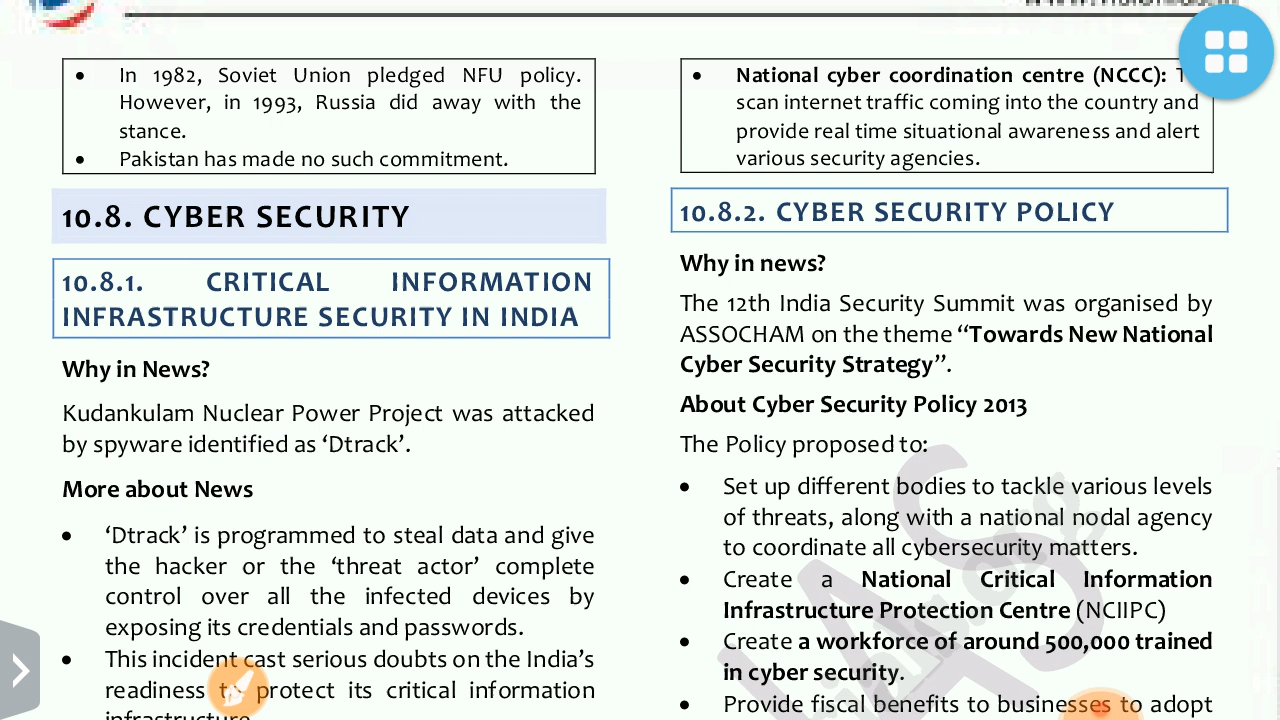 • In 1982, Soviet Union pledged NFU policy.
However, in 1993, Russia did away with the
stance.
• Pakistan has made no such commitment.
10.8. CYBER SECURITY
10.8.1. CRITICAL INFORMATION
INFRASTRUCTURE SECURITY IN INDIA
Why in News?
Kudankulam Nuclear Power Project was attacked
by spyware identified as ‘Dtrack’.
More about News
• ‘Dtrack’ is programmed to steal data and give
the hacker or the ‘threat actor’ complete
control over all the infected devices by
exposing its credentials and passwords.
• This incident cast serious doubts on the India’s
readiness to protect its critical information
infrastructure.
• National cyber coordination centre (NCCC):
scan internet traffic coming into the country and
provide real time situational awareness and alert
various security agencies.
10.8.2. CYBER SECURITY POLICY
Why in news?
The 12th India Security Summit was organised by
ASSOCHAM on the theme “Towards New National
Cyber Security Strategy”.
About Cyber Security Policy 2013
The Policy proposed to:
• Set up different bodies to tackle various levels
of threats, along with a national nodal agency
to coordinate all cybersecurity matters.
• Create a National Critical Information
Infrastructure Protection Centre (NCIIPC)
• Create a workforce of around 500,000 trained
in cyber security.
• Provide fiscal benefits to businesses to adopt